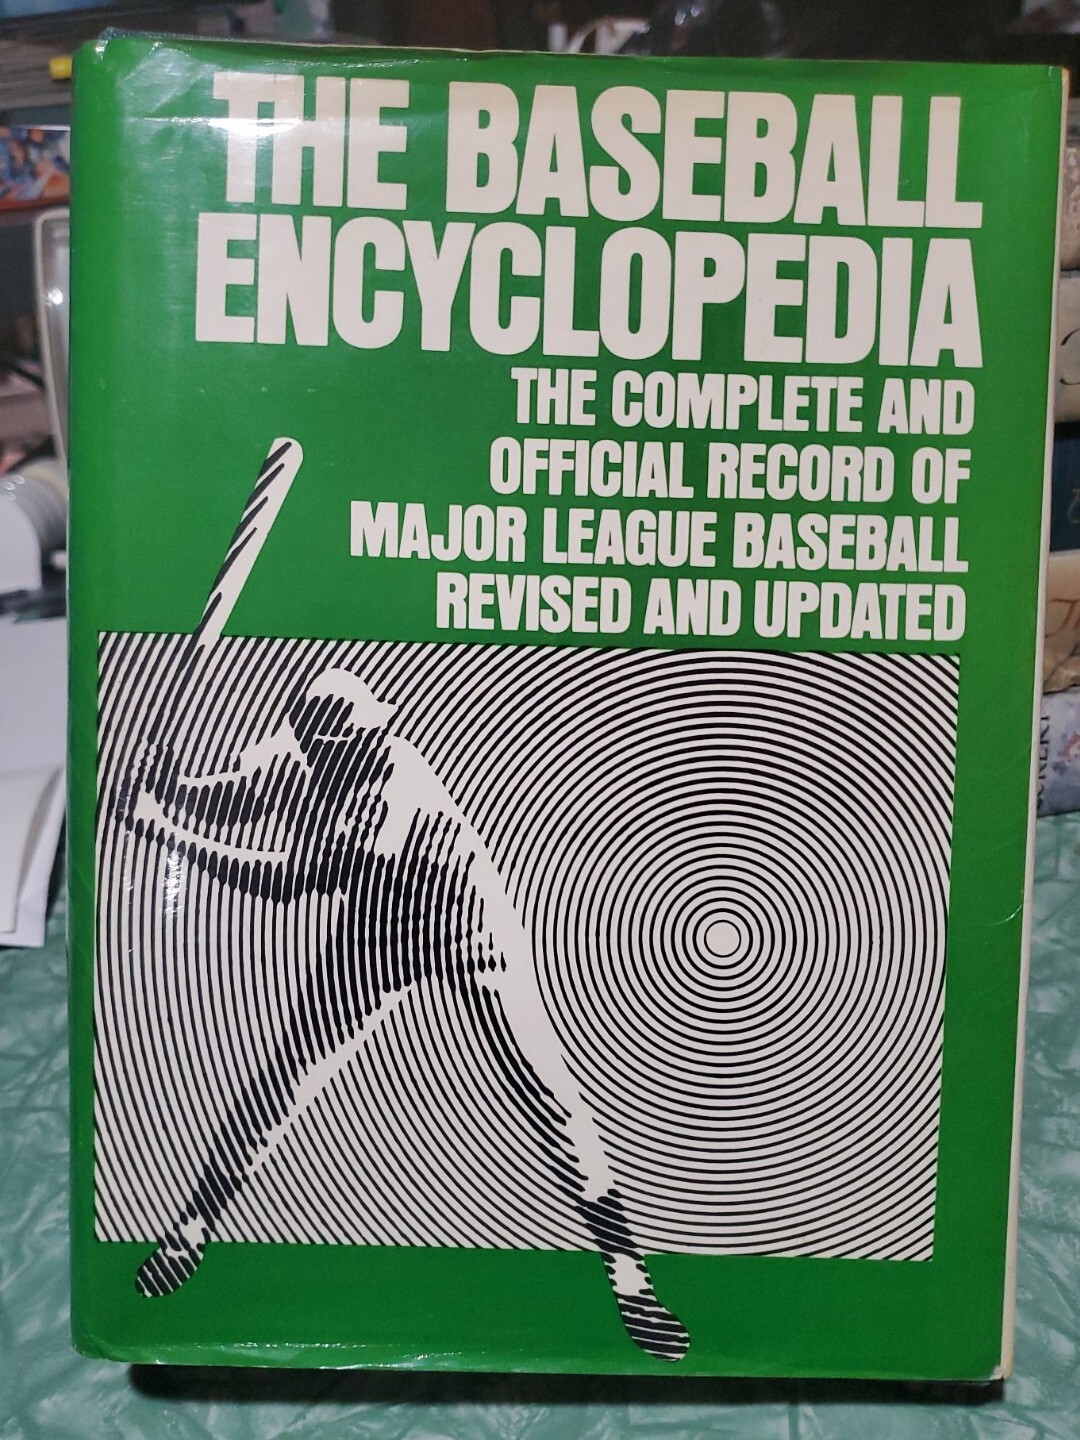 THE BASEBALL
ENCYCLOPEDIA
THE COMPLETE AND
OFFICIAL RECORD OF
MAJOR LEAGUE BASEBALL
REVISED AND UPDATED